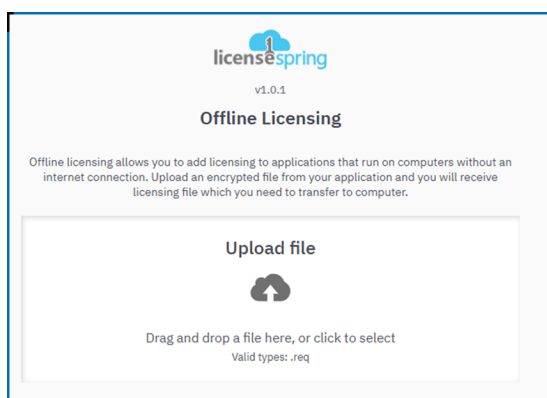 licensespring
v1.0.1
Offline Licensing
Offline licensing allows you to add licensing to applications that run on computers without an
internet connection. Upload an encrypted file from your application and you will receive
licensing file which you need to transfer to computer.
Upload file
Drag and drop a file here, or click to select
Valid types: .req